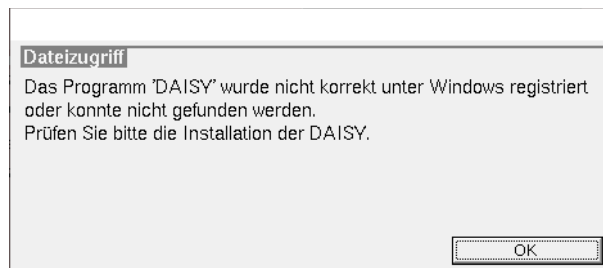 Dateizugriff
Das Programm 'DAISY' wurde nicht korrekt unter Windows registriert
oder konnte nicht gefunden werden.
Prüfen Sie bitte die Installation der DAISY.
OK